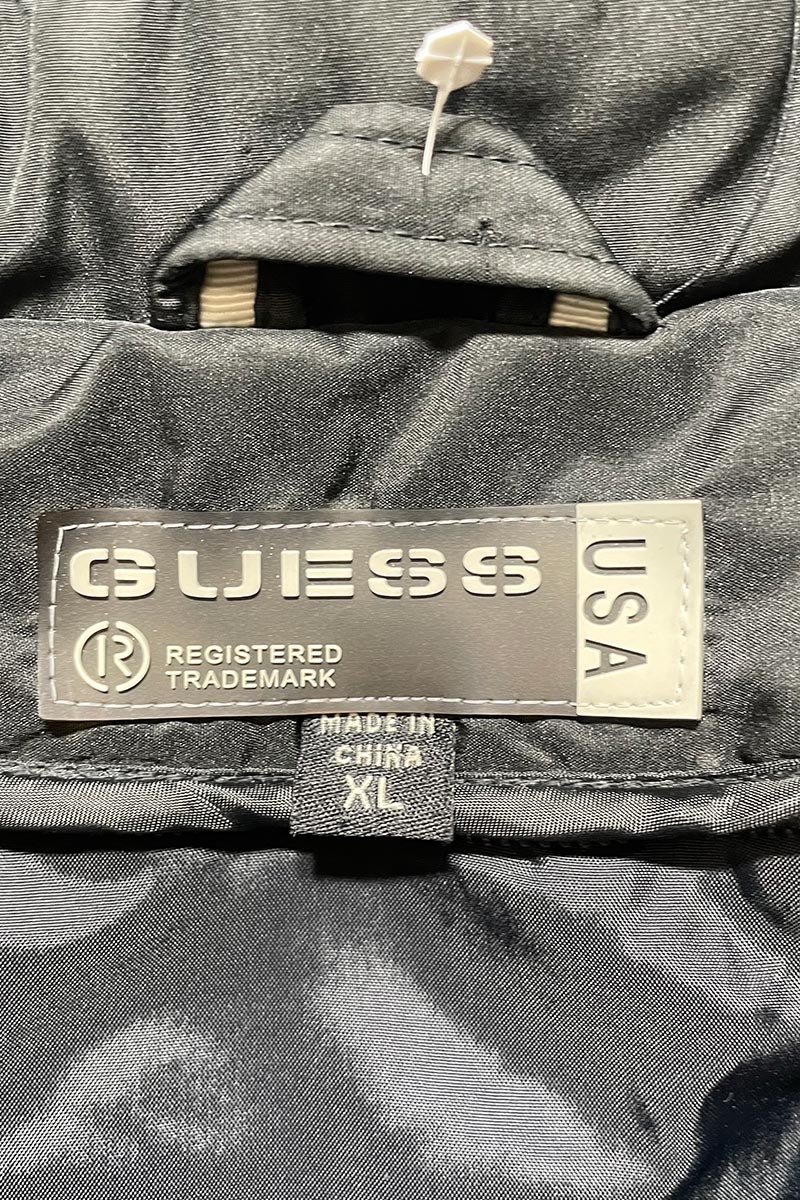 GUESS
USA
R REGISTERED
TRADEMARK
MADE IN
CHINA
XL